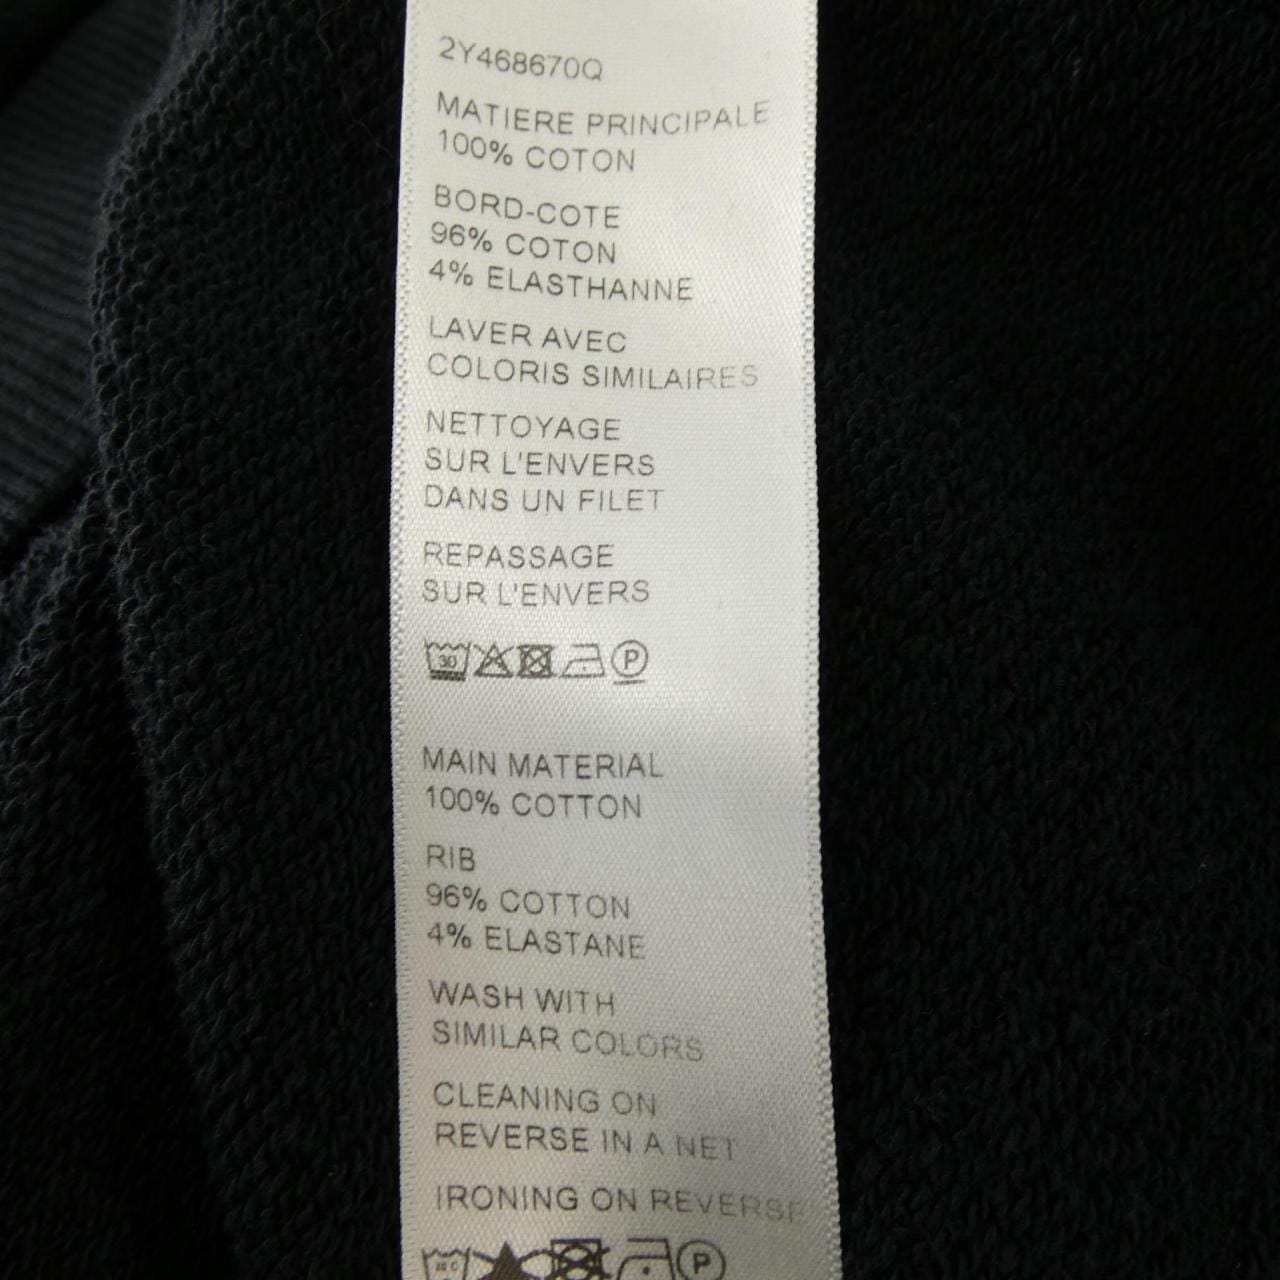 2Y468670Q
MATIERE PRINCIPALE
100% COTON
BORD-COTE
96% COTON
4% ELASTHANNE
LAVER AVEC
COLORIS SIMILAIRES
NETTOYAGE
SUR L'ENVERS
DANS UN FILET
REPASSAGE
SUR L'ENVERS
30 P
MAIN MATERIAL
100% COTTON
RIB
96% COTTON
4% ELASTANE
WASH WITH
SIMILAR COLORS
CLEANING ON
REVERSE IN A NET
IRONING ON REVERSE
P